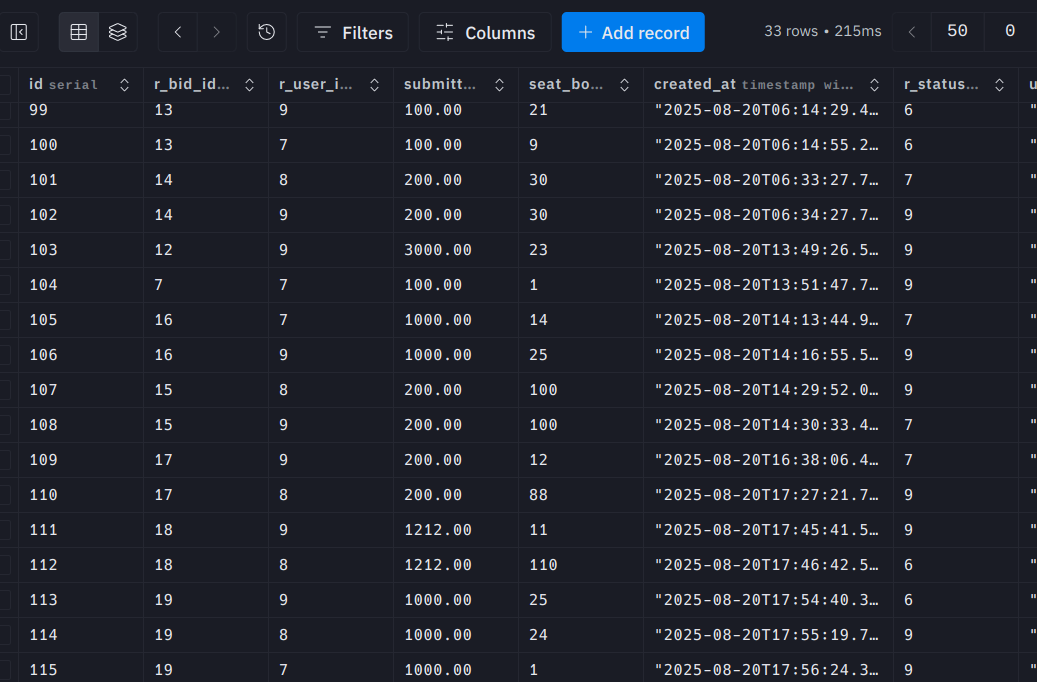 Filters Columns + Add record 33 rows • 215ms 50 0
id serial r_bid_id... r_user_i... submitt... seat_bo... created_at timestamp wi... r_status... u
99 13 9 100.00 21 "2025-08-20T06:14:29.4… 6 "
100 13 7 100.00 9 "2025-08-20T06:14:55.2… 6 "
101 14 8 200.00 30 "2025-08-20T06:33:27.7… 7 "
102 14 9 200.00 30 "2025-08-20T06:34:27.7… 9 "
103 12 9 3000.00 23 "2025-08-20T13:49:26.5… 9 "
104 7 7 100.00 1 "2025-08-20T13:51:47.7… 9 "
105 16 7 1000.00 14 "2025-08-20T14:13:44.9… 7 "
106 16 9 1000.00 25 "2025-08-20T14:16:55.5… 9 "
107 15 8 200.00 100 "2025-08-20T14:29:52.0… 9 "
108 15 9 200.00 100 "2025-08-20T14:30:33.4… 7 "
109 17 9 200.00 12 "2025-08-20T16:38:06.4… 7 "
110 17 8 200.00 88 "2025-08-20T17:27:21.7… 9 "
111 18 9 1212.00 11 "2025-08-20T17:45:41.5… 9 "
112 18 8 1212.00 110 "2025-08-20T17:46:42.5… 6 "
113 19 9 1000.00 25 "2025-08-20T17:54:40.3… 6 "
114 19 8 1000.00 24 "2025-08-20T17:55:19.7… 9 "
115 19 7 1000.00 1 "2025-08-20T17:56:24.3… 9 "